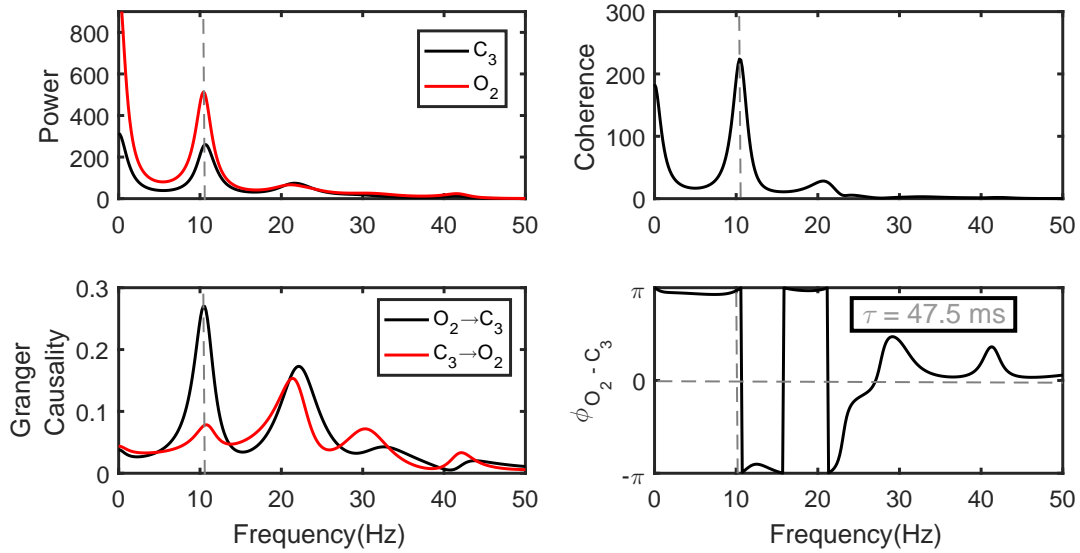 800
600
400
200
0
Power
C3
O2
0 10 20 30 40 50
300
200
100
0
Coherence
0 10 20 30 40 50
0.3
0.2
0.1
0
Granger
Causality
O2→C3
C3→O2
0 10 20 30 40 50
Frequency(Hz)
π
0
-π
ϕO2 - C3
τ = 47.5 ms
0 10 20 30 40 50
Frequency(Hz)